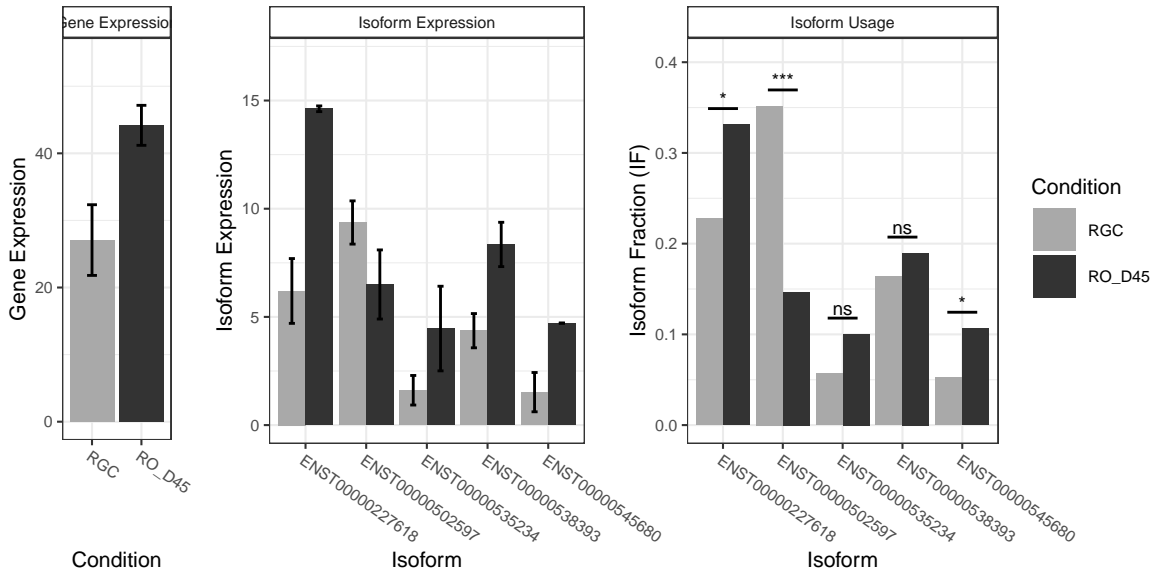 Gene Expression
Gene Expression
40
20
0
RGC
RO_D45
Condition
Isoform Expression
Isoform Expression
15
10
5
0
ENST00000227618
ENST00000502597
ENST00000535234
ENST00000538393
ENST00000545680
Isoform
Isoform Usage
Isoform Fraction (IF)
0.4
0.3
0.2
0.1
0.0
*
***
ns
ns
*
ENST00000227618
ENST00000502597
ENST00000535234
ENST00000538393
ENST00000545680
Isoform
Condition
RGC
RO_D45